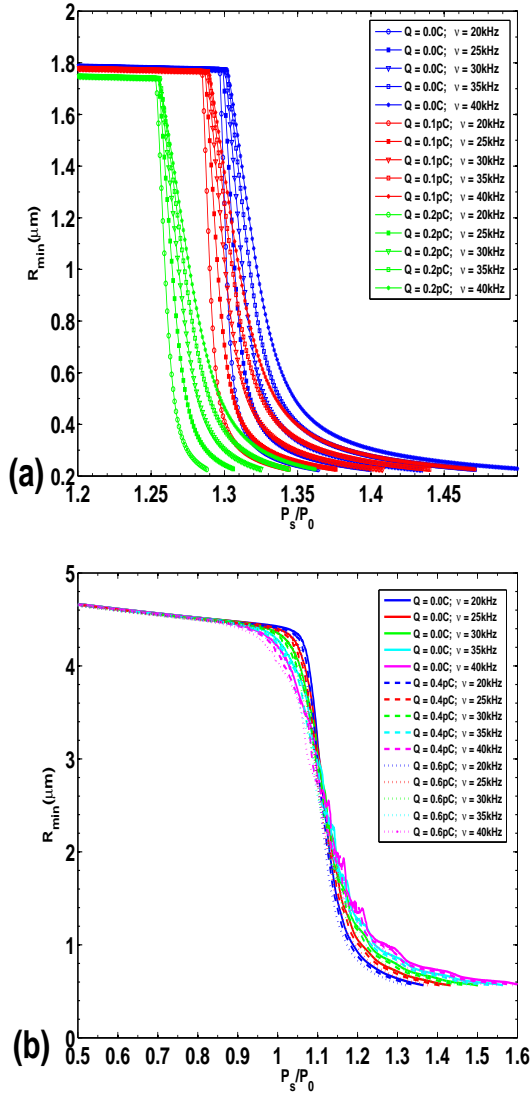 2
1.8
1.6
1.4
1.2
1
0.8
0.6
0.4
0.2
R_min(μm)
Q = 0.0C; ν = 20kHz
Q = 0.0C; ν = 25kHz
Q = 0.0C; ν = 30kHz
Q = 0.0C; ν = 35kHz
Q = 0.0C; ν = 40kHz
Q = 0.1pC; ν = 20kHz
Q = 0.1pC; ν = 25kHz
Q = 0.1pC; ν = 30kHz
Q = 0.1pC; ν = 35kHz
Q = 0.1pC; ν = 40kHz
Q = 0.2pC; ν = 20kHz
Q = 0.2pC; ν = 25kHz
Q = 0.2pC; ν = 30kHz
Q = 0.2pC; ν = 35kHz
Q = 0.2pC; ν = 40kHz
(a)
1.2 1.25 1.3 1.35 1.4 1.45
P_s/P_0
5
4
3
2
1
0
R_min(μm)
Q = 0.0C; ν = 20kHz
Q = 0.0C; ν = 25kHz
Q = 0.0C; ν = 30kHz
Q = 0.0C; ν = 35kHz
Q = 0.0C; ν = 40kHz
Q = 0.4pC; ν = 20kHz
Q = 0.4pC; ν = 25kHz
Q = 0.4pC; ν = 30kHz
Q = 0.4pC; ν = 35kHz
Q = 0.4pC; ν = 40kHz
Q = 0.6pC; ν = 20kHz
Q = 0.6pC; ν = 25kHz
Q = 0.6pC; ν = 30kHz
Q = 0.6pC; ν = 35kHz
Q = 0.6pC; ν = 40kHz
(b)
0.5 0.6 0.7 0.8 0.9 1 1.1 1.2 1.3 1.4 1.5 1.6
P_s/P_0